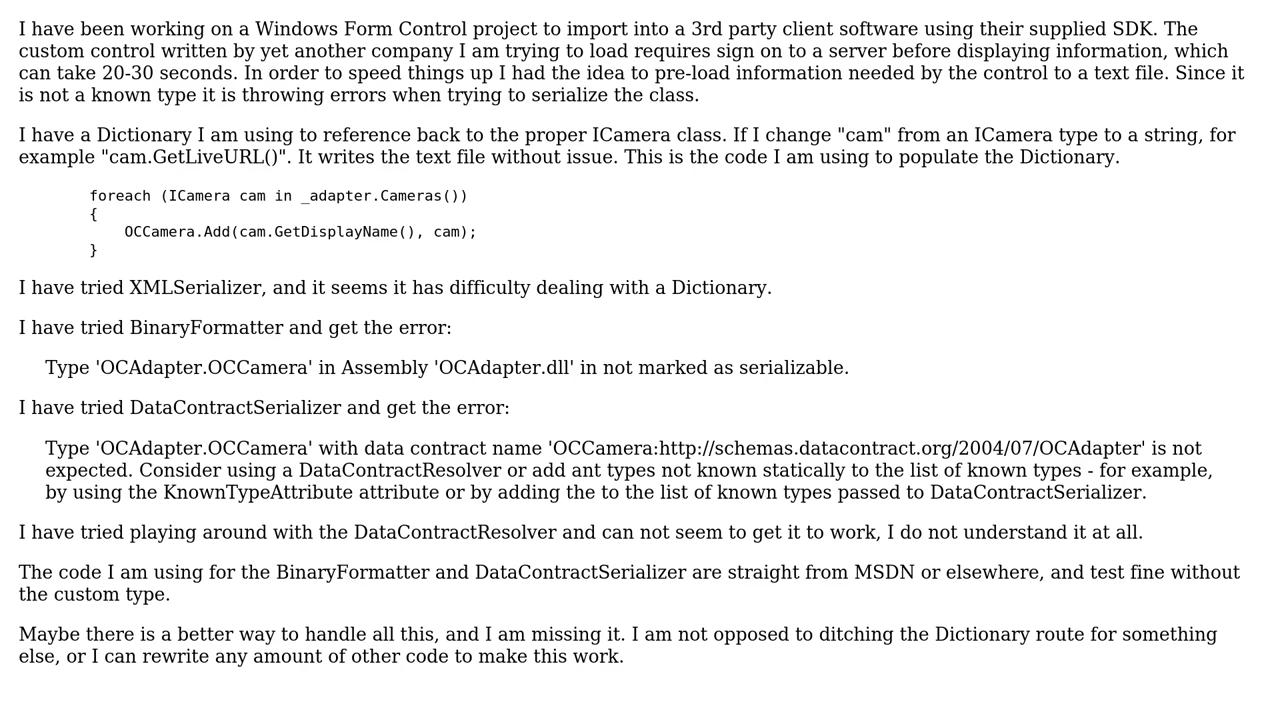 I have been working on a Windows Form Control project to import into a 3rd party client software using their supplied SDK. The
custom control written by yet another company I am trying to load requires sign on to a server before displaying information, which
can take 20-30 seconds. In order to speed things up I had the idea to pre-load information needed by the control to a text file. Since it
is not a known type it is throwing errors when trying to serialize the class.
I have a Dictionary I am using to reference back to the proper ICamera class. If I change "cam" from an ICamera type to a string, for
example "cam.GetLiveURL()". It writes the text file without issue. This is the code I am using to populate the Dictionary.
foreach (ICamera cam in _adapter.Cameras())
{
OCCamera.Add(cam.GetDisplayName(), cam);
}
I have tried XMLSerializer, and it seems it has difficulty dealing with a Dictionary.
I have tried BinaryFormatter and get the error:
Type 'OCAdapter.OCCamera' in Assembly 'OCAdapter.dll' in not marked as serializable.
I have tried DataContractSerializer and get the error:
Type 'OCAdapter.OCCamera' with data contract name 'OCCamera:http://schemas.datacontract.org/2004/07/OCAdapter' is not
expected. Consider using a DataContractResolver or add ant types not known statically to the list of known types - for example,
by using the KnownTypeAttribute attribute or by adding the to the list of known types passed to DataContractSerializer.
I have tried playing around with the DataContractResolver and can not seem to get it to work, I do not understand it at all.
The code I am using for the BinaryFormatter and DataContractSerializer are straight from MSDN or elsewhere, and test fine without
the custom type.
Maybe there is a better way to handle all this, and I am missing it. I am not opposed to ditching the Dictionary route for something
else, or I can rewrite any amount of other code to make this work.